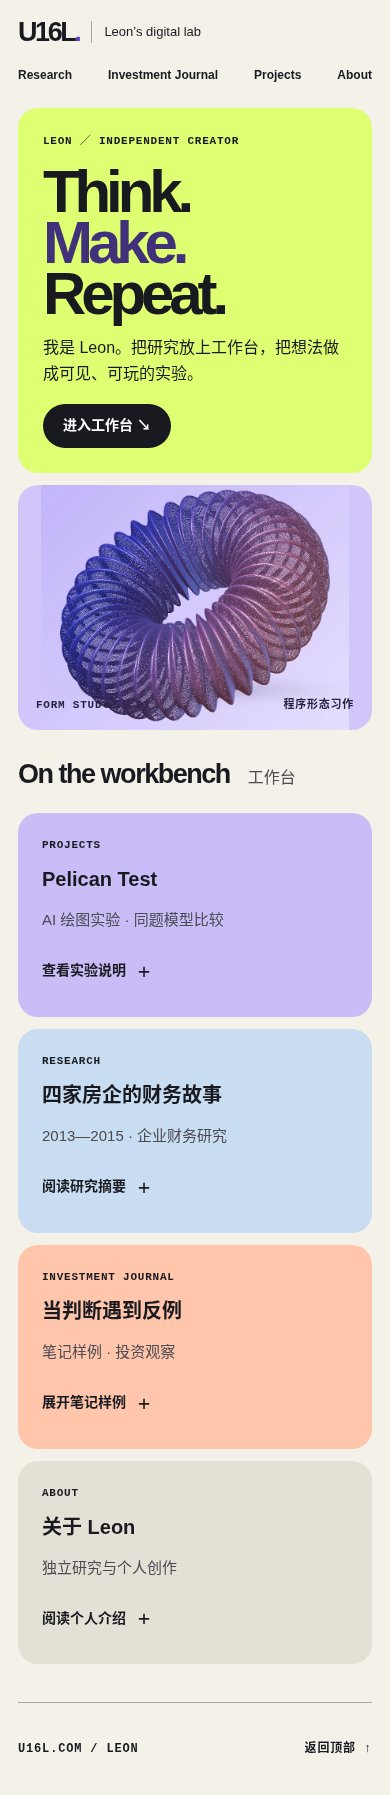 U16L. Leon's digital lab
Research Investment Journal Projects About
LEON ／ INDEPENDENT CREATOR
Think.
Make.
Repeat.
我是 Leon。把研究放上工作台，把想法做
成可见、可玩的实验。
进入工作台 ↘
FORM STUDY 程序形态习作
On the workbench 工作台
PROJECTS
Pelican Test
AI 绘图实验 · 同题模型比较
查看实验说明 +
RESEARCH
四家房企的财务故事
2013—2015 · 企业财务研究
阅读研究摘要 +
INVESTMENT JOURNAL
当判断遇到反例
笔记样例 · 投资观察
展开笔记样例 +
ABOUT
关于 Leon
独立研究与个人创作
阅读个人介绍 +
U16L.COM / LEON 返回顶部 ↑